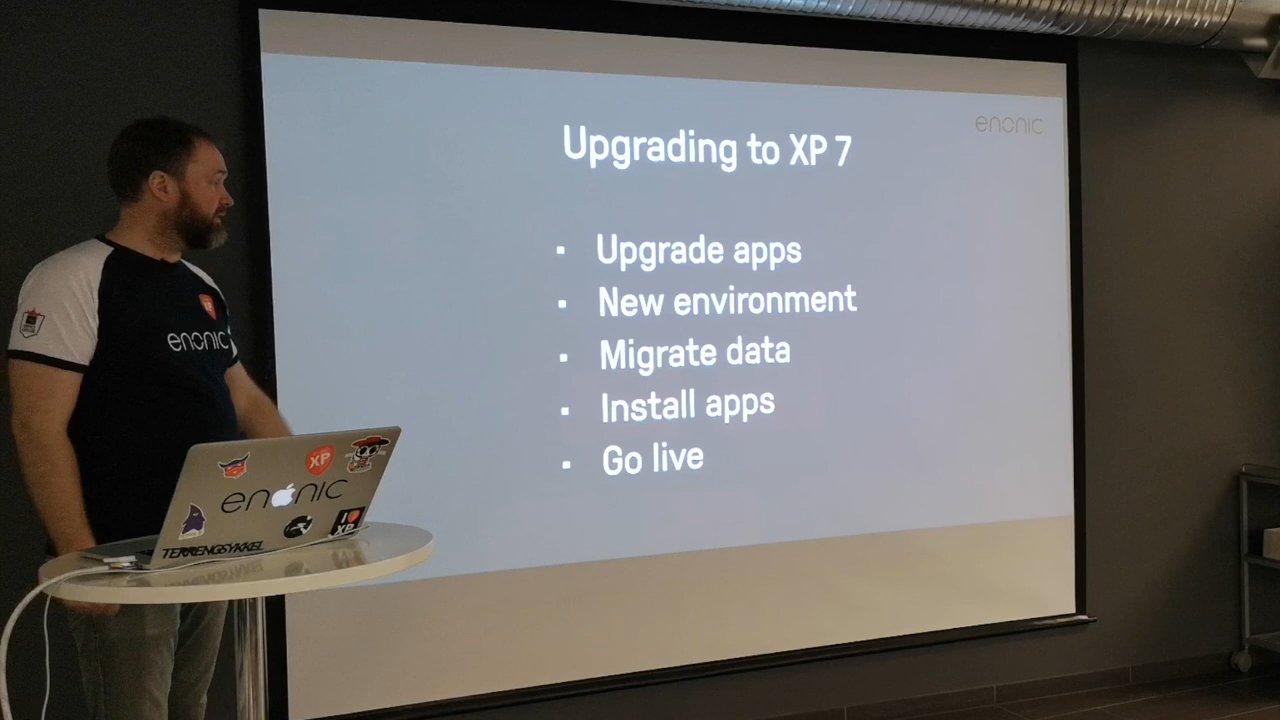 enonic
Upgrading to XP 7
Upgrade apps
New environment
Migrate data
Install apps
Go live
enonic
XP
enonic
I
XP
TERRENGSYKKEL